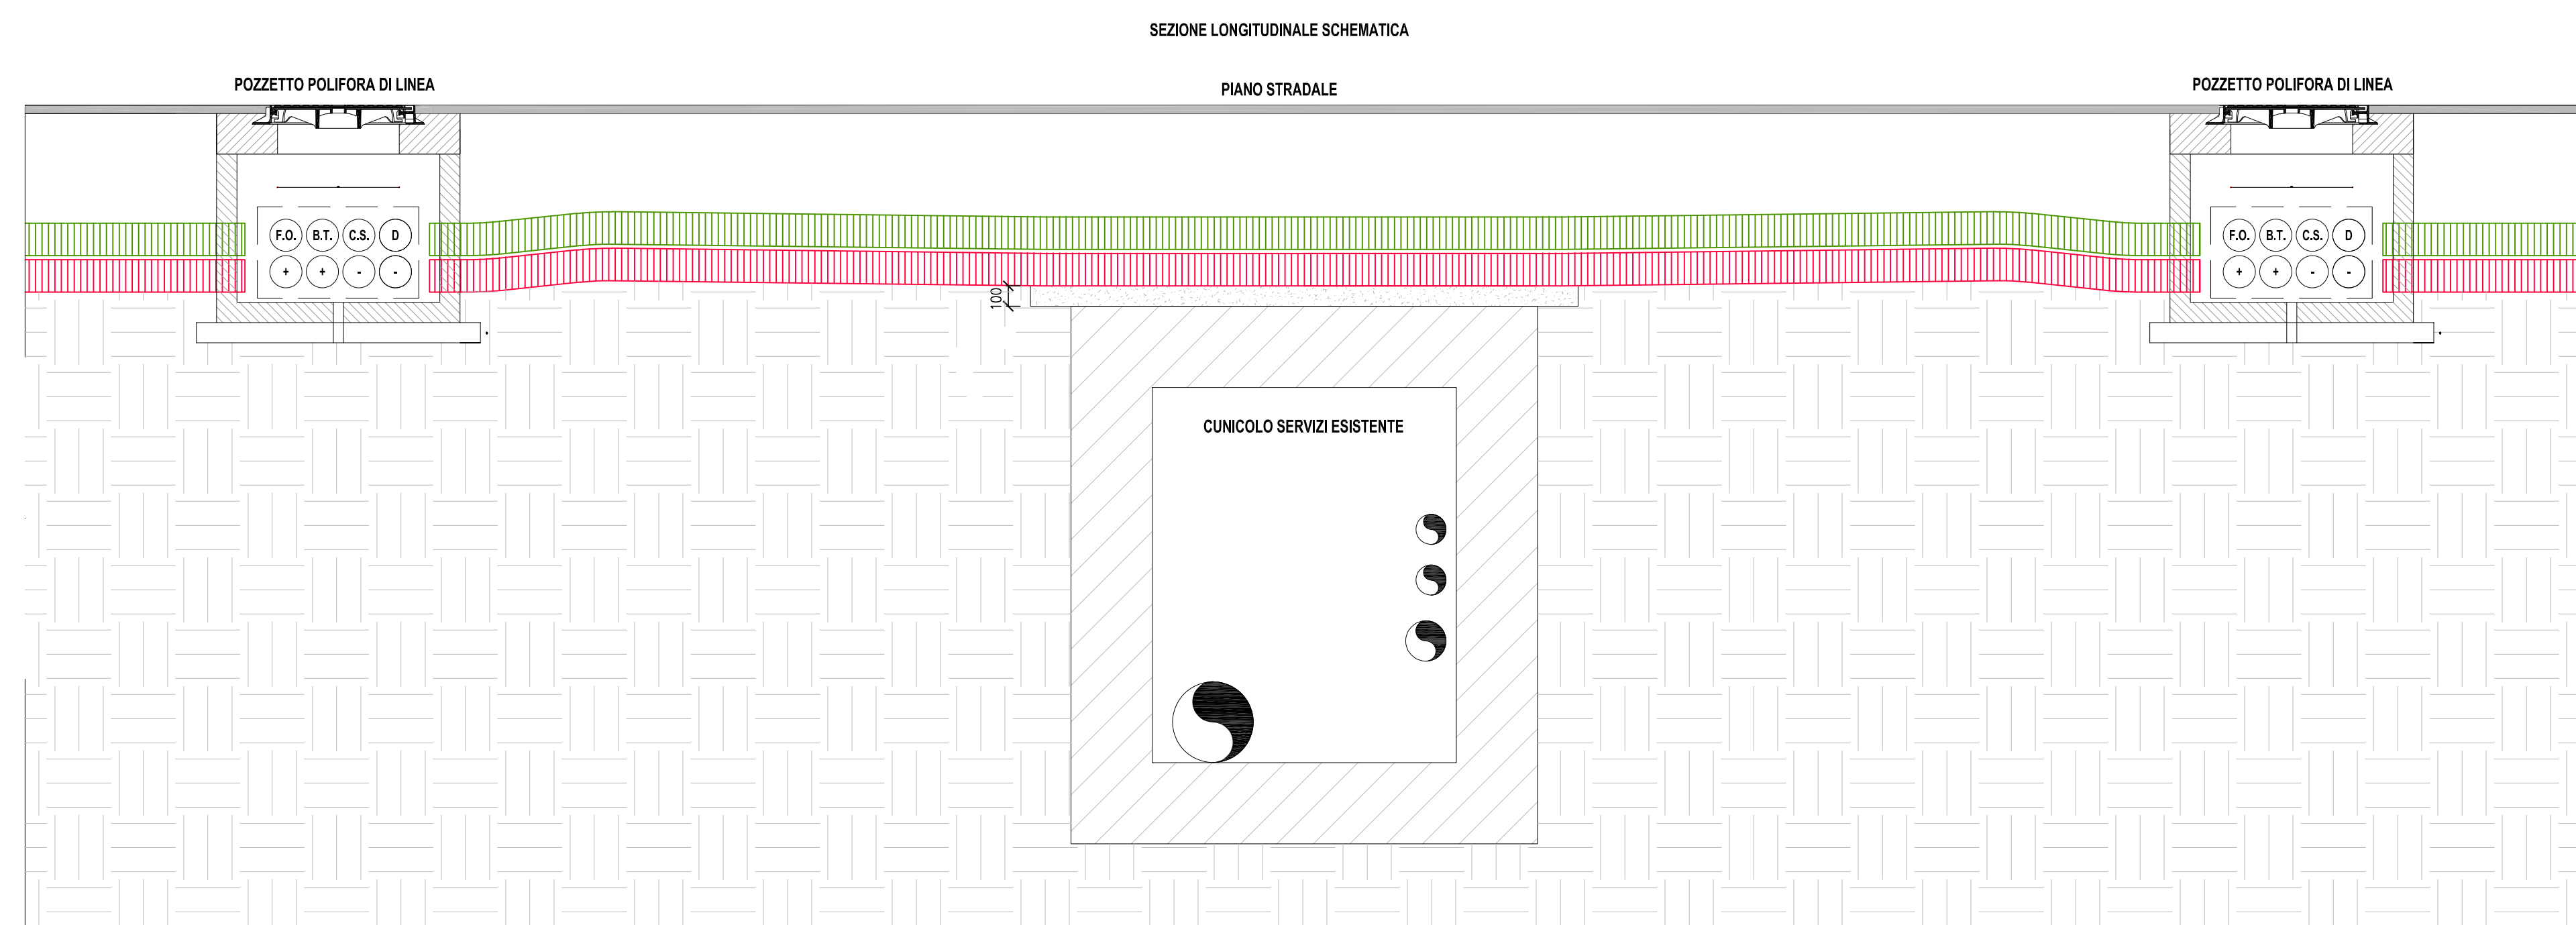 SEZIONE LONGITUDINALE SCHEMATICA
POZZETTO POLIFORA DI LINEA
PIANO STRADALE
POZZETTO POLIFORA DI LINEA
F.O. B.T. C.S. D
+ + - -
F.O. B.T. C.S. D
+ + - -
100
CUNICOLO SERVIZI ESISTENTE